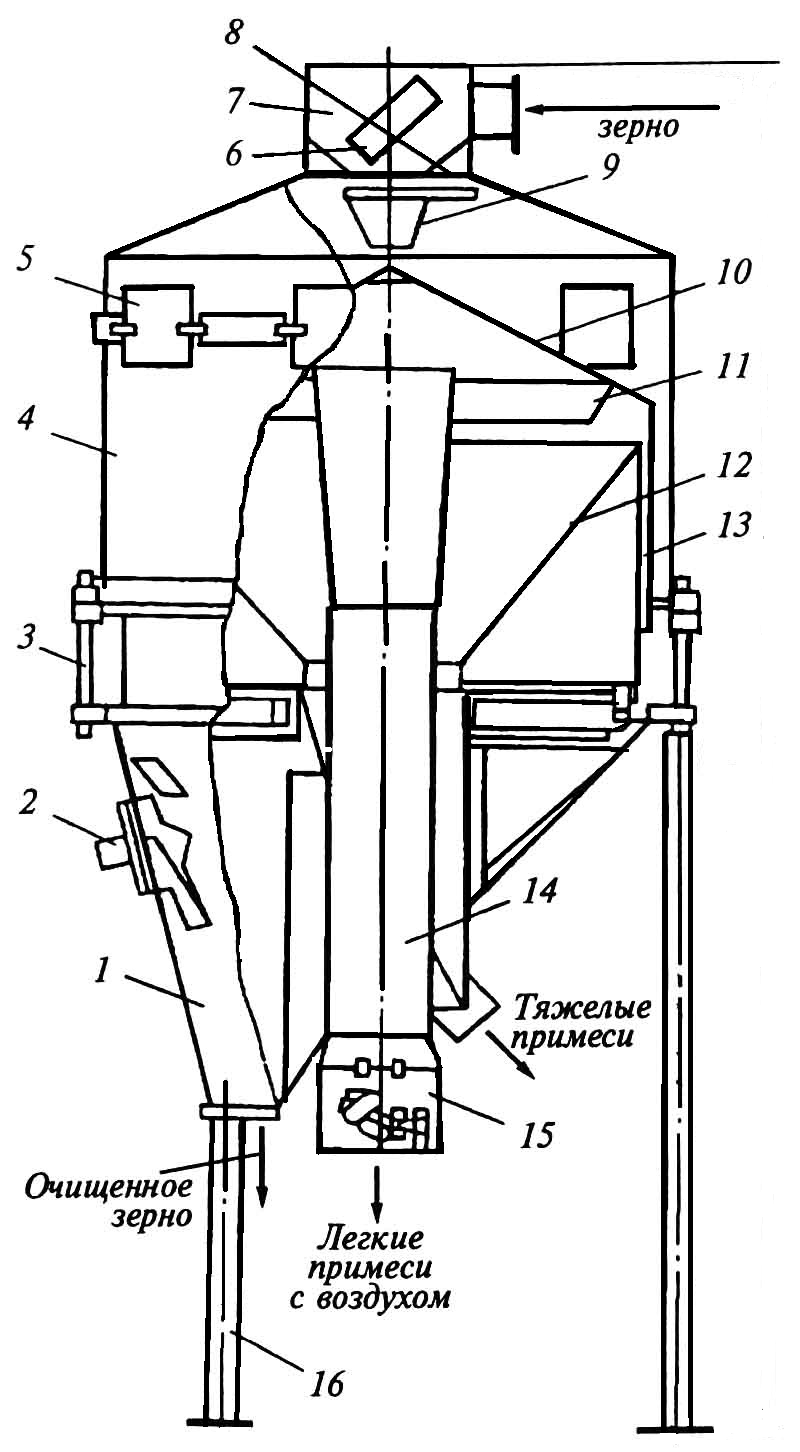 8
7
зерно
6
9
5
10
11
4
12
13
3
2
14
1
Тяжелые
примеси
15
Очищенное
зерно
Легкие
примеси
с воздухом
16